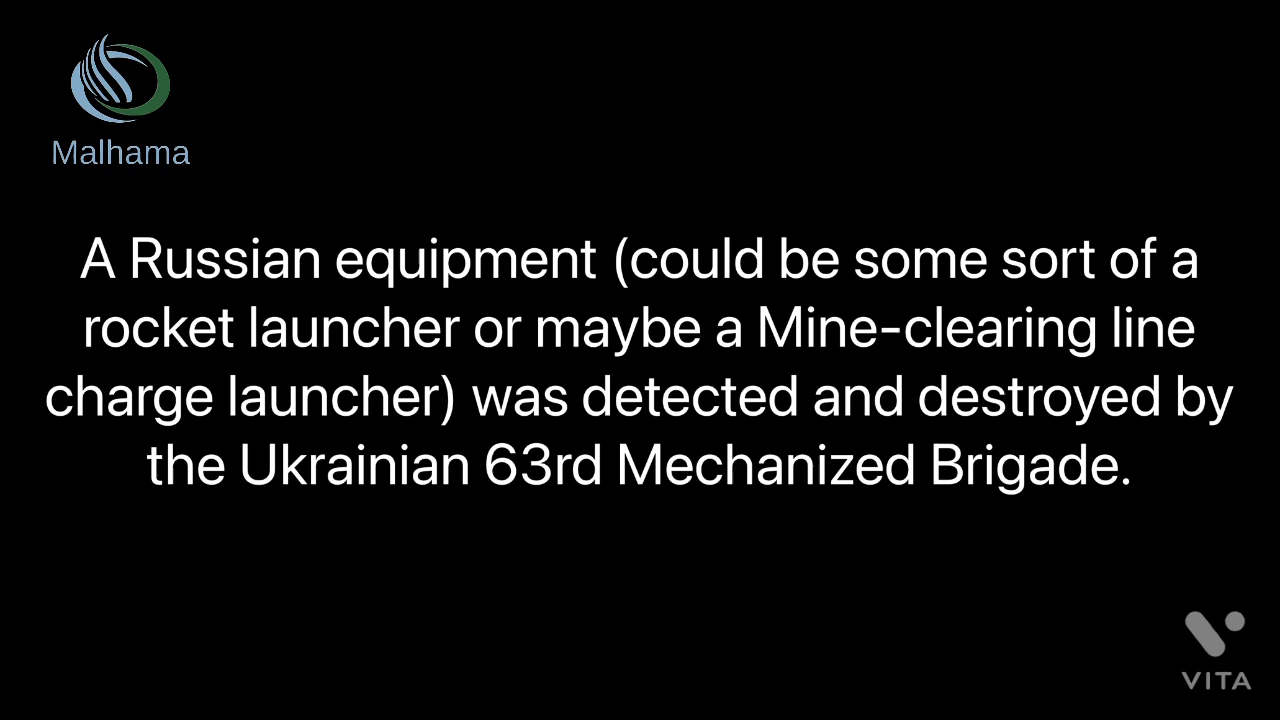 Malhama
A Russian equipment (could be some sort of a
rocket launcher or maybe a Mine-clearing line
charge launcher) was detected and destroyed by
the Ukrainian 63rd Mechanized Brigade.
VITA